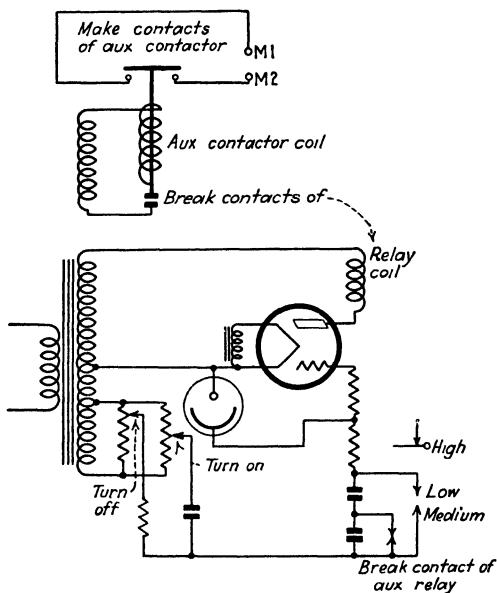 Make contacts
of aux contactor
M1
M2
Aux contactor coil
Break contacts of
Relay
coil
High
Turn on
Turn
off
Low
Medium
Break contact of
aux relay